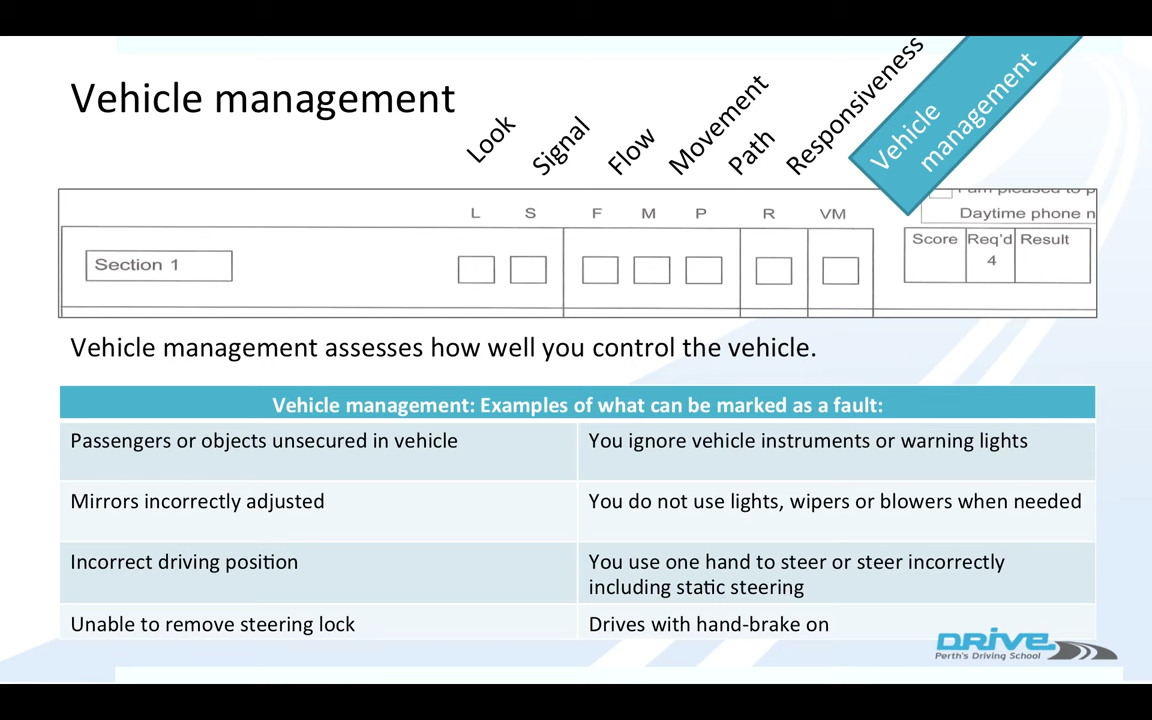 Vehicle management
Look
Signal
Flow
Movement
Path
Responsiveness
Vehicle
management
L S F M P R VM
I am pleased to p
Daytime phone n
Section 1
Score Req'd Result
4
Vehicle management assesses how well you control the vehicle.
Vehicle management: Examples of what can be marked as a fault:
Passengers or objects unsecured in vehicle
You ignore vehicle instruments or warning lights
Mirrors incorrectly adjusted
You do not use lights, wipers or blowers when needed
Incorrect driving position
You use one hand to steer or steer incorrectly
including static steering
Unable to remove steering lock
Drives with hand-brake on
DRIVE
Perth's Driving School